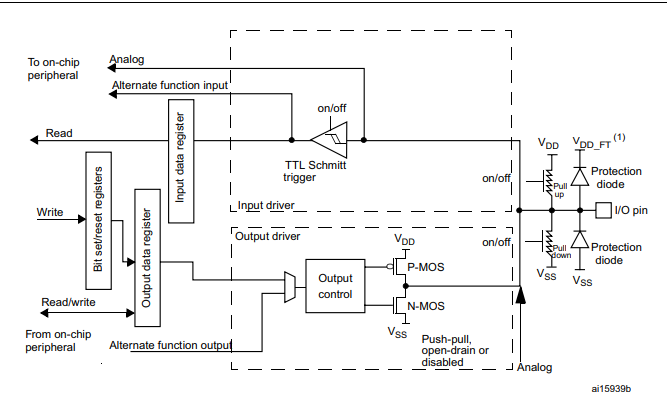 To on-chip
peripheral
Analog
Alternate function input
on/off
Read
Input data register
TTL Schmitt
trigger
Input driver
on/off
VDD
VDD_FT (1)
Pull
up
Protection
diode
I/O pin
Bit set/reset registers
Write
Output data register
Output driver
VDD
on/off
Pull
down
Protection
diode
VSS
VSS
P-MOS
Output
control
N-MOS
VSS
Read/write
From on-chip
peripheral
Alternate function output
Push-pull,
open-drain or
disabled
Analog
ai15939b